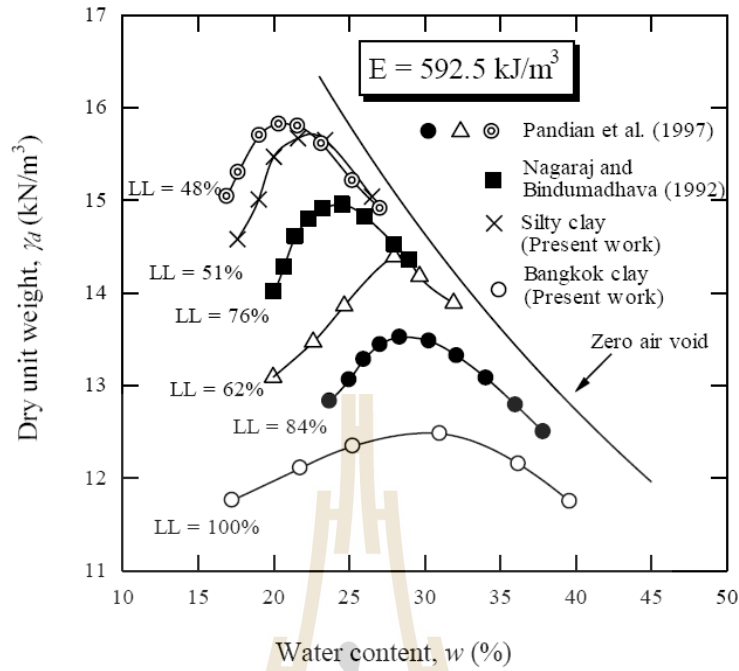 E = 592.5 kJ/m³
Pandian et al. (1997)
Nagaraj and
Bindumadhava (1992)
Silty clay
(Present work)
Bangkok clay
(Present work)
Zero air void
LL = 48%
LL = 51%
LL = 76%
LL = 62%
LL = 84%
LL = 100%
Dry unit weight, γd (kN/m³)
17
16
15
14
13
12
11
10 15 20 25 30 35 40 45 50
Water content, w (%)